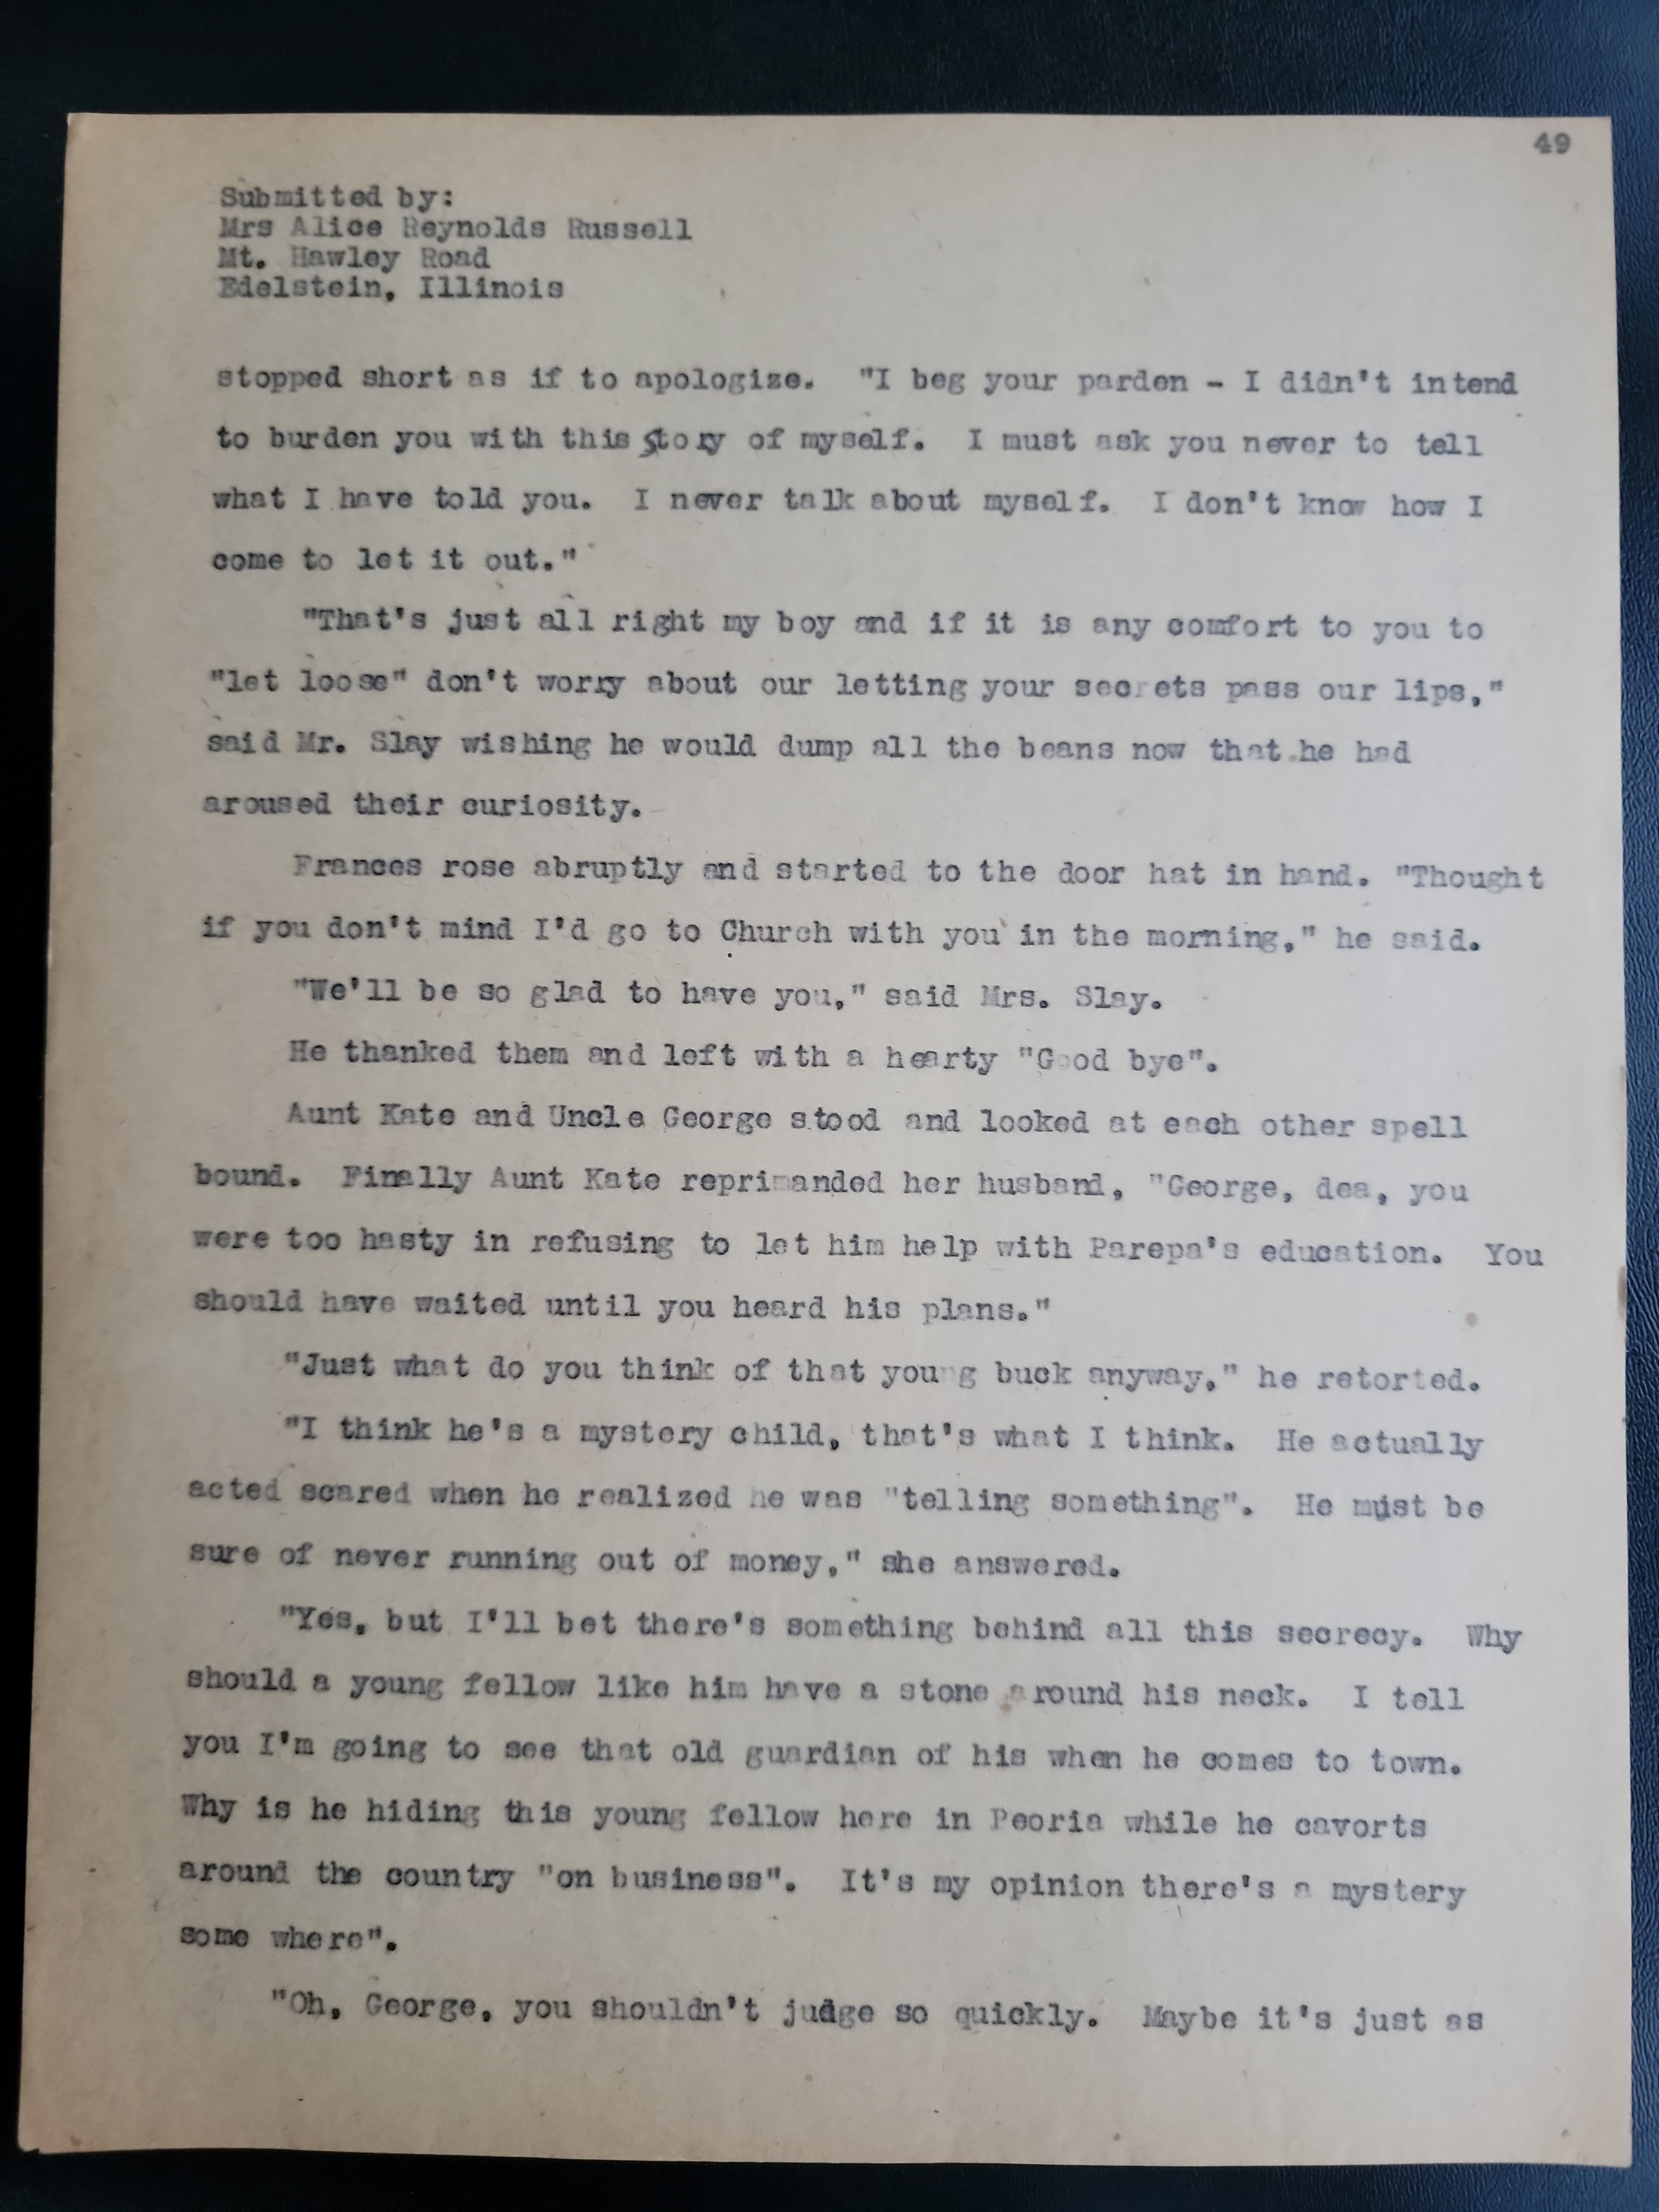 49
Submitted by:
Mrs Alice Reynolds Russell
Mt. Hawley Road
Edelstein, Illinois
stopped short as if to apologize.  "I beg your parden - I didn't intend
to burden you with this story of myself.  I must ask you never to tell
what I have told you.  I never talk about myself.  I don't know how I
come to let it out."
"That's just all right my boy and if it is any comfort to you to
"let loose" don't worry about our letting your secrets pass our lips,"
said Mr. Slay wishing he would dump all the beans now that he had
aroused their curiosity.
Frances rose abruptly and started to the door hat in hand. "Thought
if you don't mind I'd go to Church with you in the morning," he said.
"We'll be so glad to have you," said Mrs. Slay.
He thanked them and left with a hearty "Good bye".
Aunt Kate and Uncle George stood and looked at each other spell
bound.  Finally Aunt Kate reprimanded her husband, "George, dea, you
were too hasty in refusing to let him help with Parepa's education.  You
should have waited until you heard his plans."
"Just what do you think of that young buck anyway," he retorted.
"I think he's a mystery child, that's what I think.  He actually
acted scared when he realized he was "telling something".  He must be
sure of never running out of money," she answered.
"Yes, but I'll bet there's something behind all this secrecy.  Why
should a young fellow like him have a stone around his neck.  I tell
you I'm going to see that old guardian of his when he comes to town.
Why is he hiding this young fellow here in Peoria while he cavorts
around the country "on business".  It's my opinion there's a mystery
some where".
"Oh, George, you shouldn't judge so quickly.  Maybe it's just as